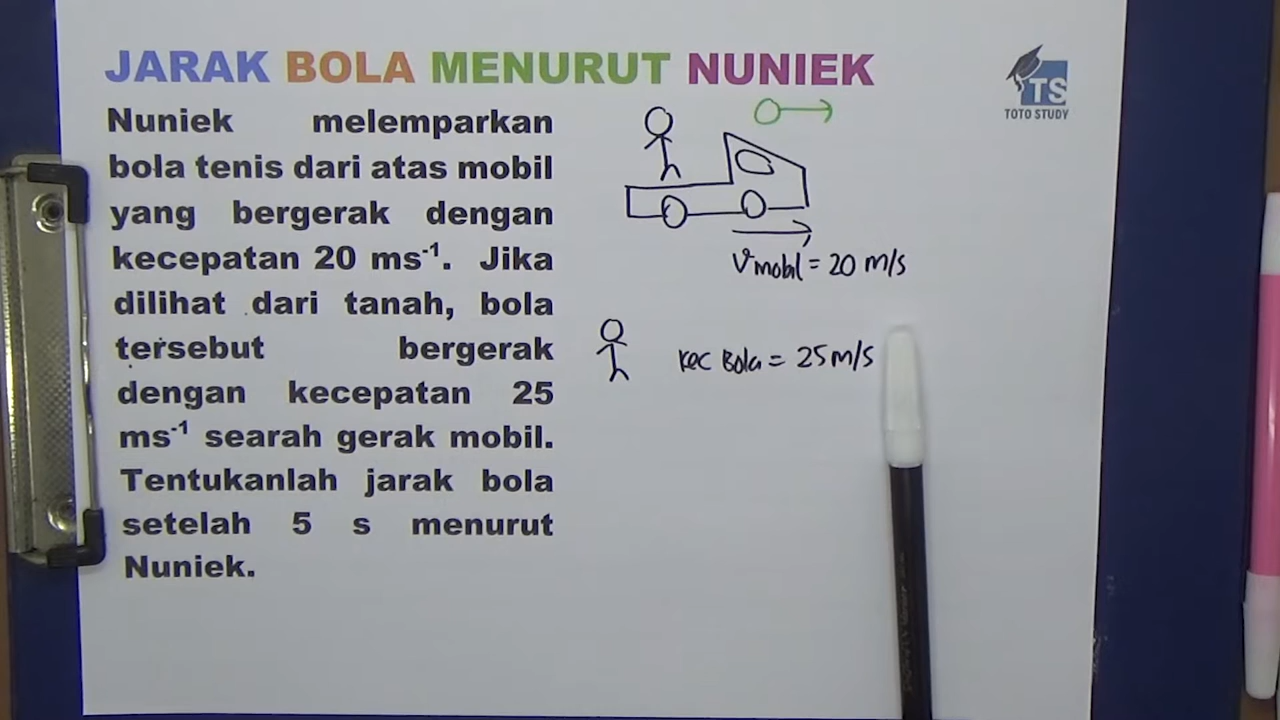 JARAK BOLA MENURUT NUNIEK
TS
TOTO STUDY
Nuniek melemparkan
bola tenis dari atas mobil
yang bergerak dengan
kecepatan 20 ms⁻¹. Jika
dilihat dari tanah, bola
tersebut bergerak
dengan kecepatan 25
ms⁻¹ searah gerak mobil.
Tentukanlah jarak bola
setelah 5 s menurut
Nuniek.
Vmobil = 20 m/s
kec Bola = 25 m/s